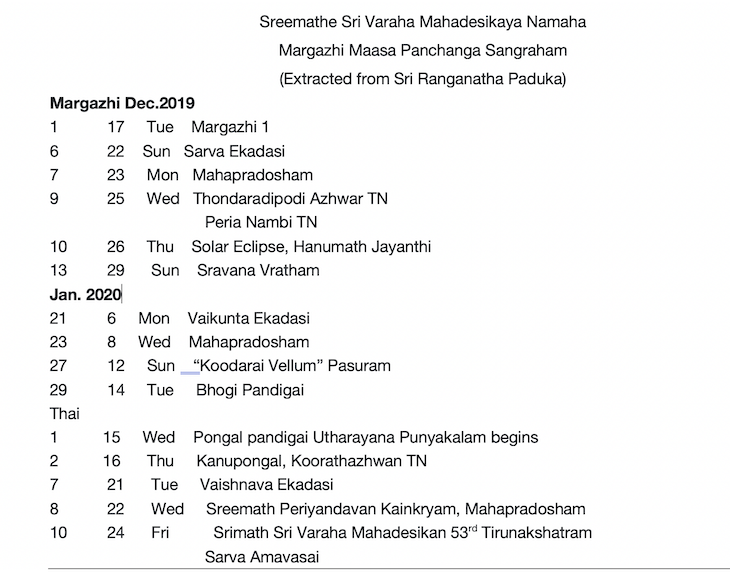 Sreemathe Sri Varaha Mahadesikaya Namaha
Margazhi Maasa Panchanga Sangraham
(Extracted from Sri Ranganatha Paduka)
Margazhi Dec.2019
1 17 Tue Margazhi 1
6 22 Sun Sarva Ekadasi
7 23 Mon Mahapradosham
9 25 Wed Thondaradipodi Azhwar TN
Peria Nambi TN
10 26 Thu Solar Eclipse, Hanumath Jayanthi
13 29 Sun Sravana Vratham
Jan. 2020
21 6 Mon Vaikunta Ekadasi
23 8 Wed Mahapradosham
27 12 Sun “Koodarai Vellum” Pasuram
29 14 Tue Bhogi Pandigai
Thai
1 15 Wed Pongal pandigai Utharayana Punyakalam begins
2 16 Thu Kanupongal, Koorathazhwan TN
7 21 Tue Vaishnava Ekadasi
8 22 Wed Sreemath Periyandavan Kainkryam, Mahapradosham
10 24 Fri Srimath Sri Varaha Mahadesikan 53rd Tirunakshatram
Sarva Amavasai